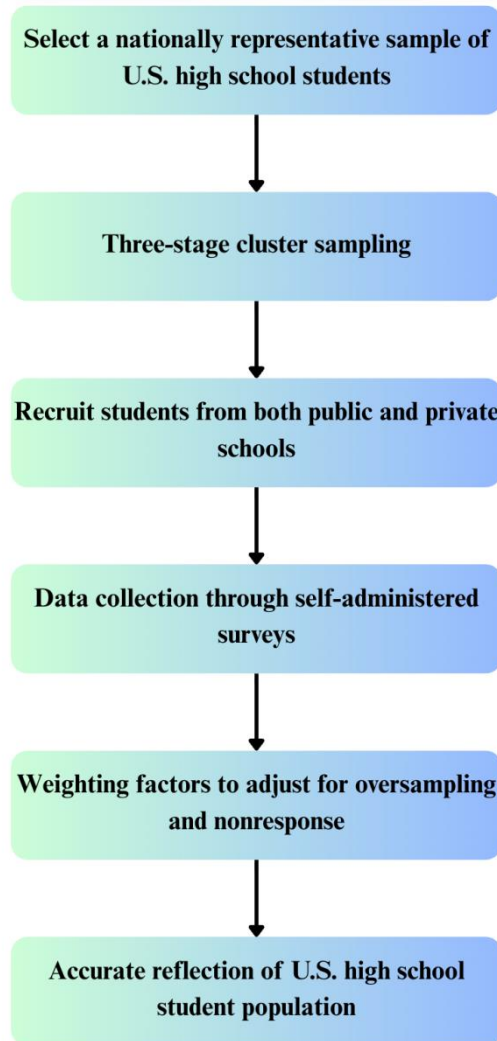 Select a nationally representative sample of
U.S. high school students
Three-stage cluster sampling
Recruit students from both public and private
schools
Data collection through self-administered
surveys
Weighting factors to adjust for oversampling
and nonresponse
Accurate reflection of U.S. high school
student population